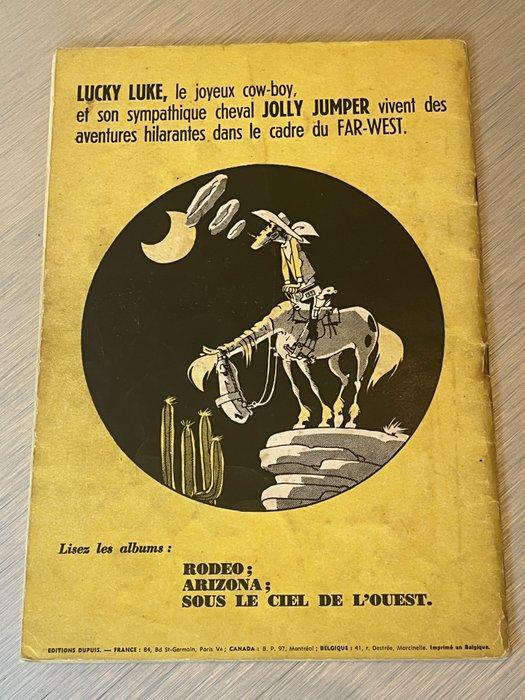 LUCKY LUKE, le joyeux cow-boy,
et son sympathique cheval JOLLY JUMPER vivent des
aventures hilarantes dans le cadre du FAR-WEST.
Lisez les albums :
RODEO ;
ARIZONA ;
SOUS LE CIEL DE L'OUEST.
EDITIONS DUPUIS. — FRANCE : 84, Bd St-Germain, Paris Ve ; CANADA : B. P. 97, Montréal ; BELGIQUE : 41, r. Destrée, Marcinelle. Imprimé en Belgique.